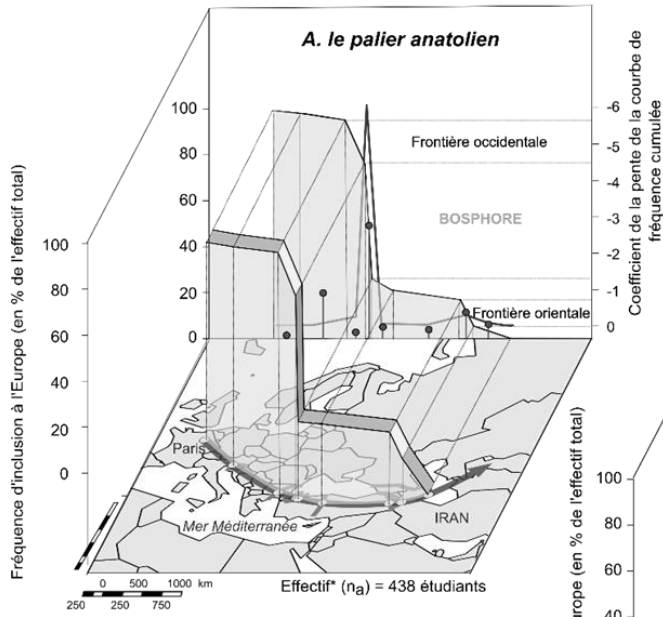 A. le palier anatolien
Fréquence d'inclusion à l'Europe (en % de l'effectif total)
100
80
60
40
20
0
100
80
60
40
20
0
Frontière occidentale
BOSPHORE
Frontière orientale
-6
-5
-4
-3
-2
-1
0
Coefficient de la pente de la courbe de
fréquence cumulée
Paris
Mer Méditerranée
IRAN
0 500 1000 km
250 250 750
Effectif* (na) = 438 étudiants
urope (en % de l'effectif total)
100
80
60
40